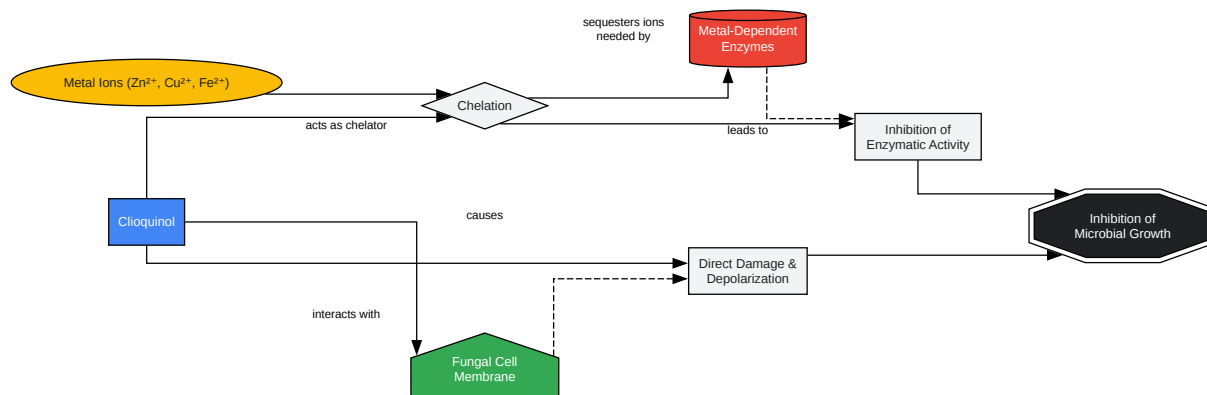 sequesters ions
needed by
Metal-Dependent
Enzymes
Metal Ions (Zn²⁺, Cu²⁺, Fe²⁺)
Chelation
acts as chelator
leads to
Inhibition of
Enzymatic Activity
Clioquinol
causes
Inhibition of
Microbial Growth
Direct Damage &
Depolarization
interacts with
Fungal Cell
Membrane